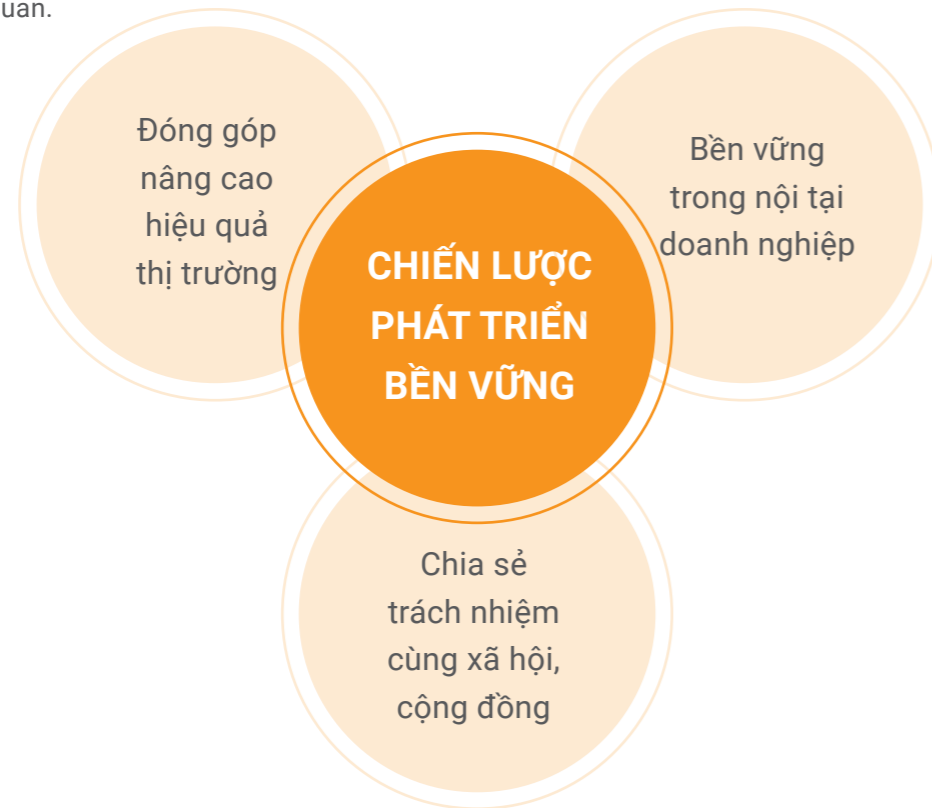 uan.
Đóng góp
nâng cao
hiệu quả
thị trường
Bền vững
trong nội tại
doanh nghiệp
CHIẾN LƯỢC
PHÁT TRIỂN
BỀN VỮNG
Chia sẻ
trách nhiệm
cùng xã hội,
cộng đồng